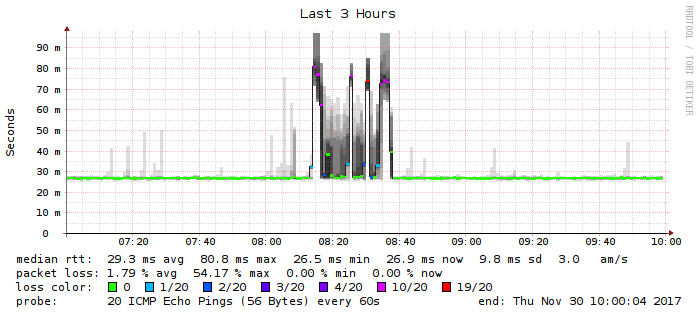 Last 3 Hours
RRDTOOL / TOBI OETIKER
Seconds
90 m
80 m
70 m
60 m
50 m
40 m
30 m
20 m
10 m
0
07:20 07:40 08:00 08:20 08:40 09:00 09:20 09:40 10:00
median rtt: 29.3 ms avg 80.8 ms max 26.5 ms min 26.9 ms now 9.8 ms sd 3.0 am/s
packet loss: 1.79 % avg 54.17 % max 0.00 % min 0.00 % now
loss color: 0 1/20 2/20 3/20 4/20 10/20 19/20
probe: 20 ICMP Echo Pings (56 Bytes) every 60s end: Thu Nov 30 10:00:04 2017